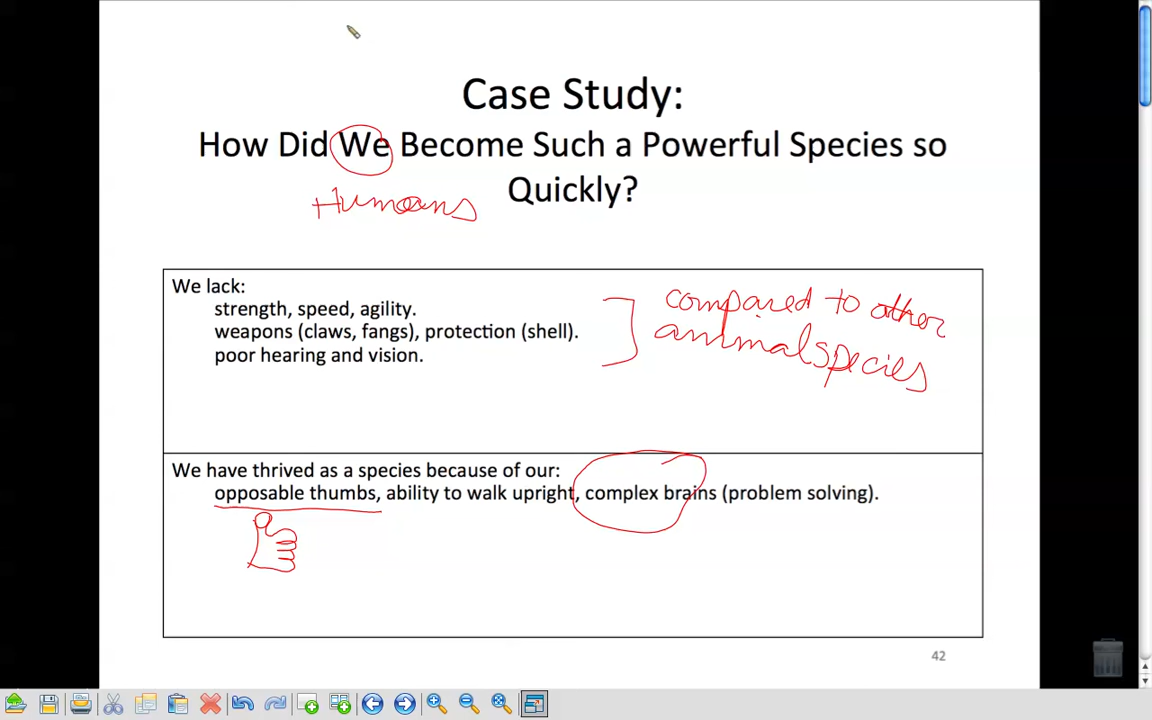 Case Study:
How Did We Become Such a Powerful Species so
Quickly?
Humans
We lack:
strength, speed, agility.
weapons (claws, fangs), protection (shell).
poor hearing and vision.
compared to other
animal species
We have thrived as a species because of our:
opposable thumbs, ability to walk upright, complex brains (problem solving).
42